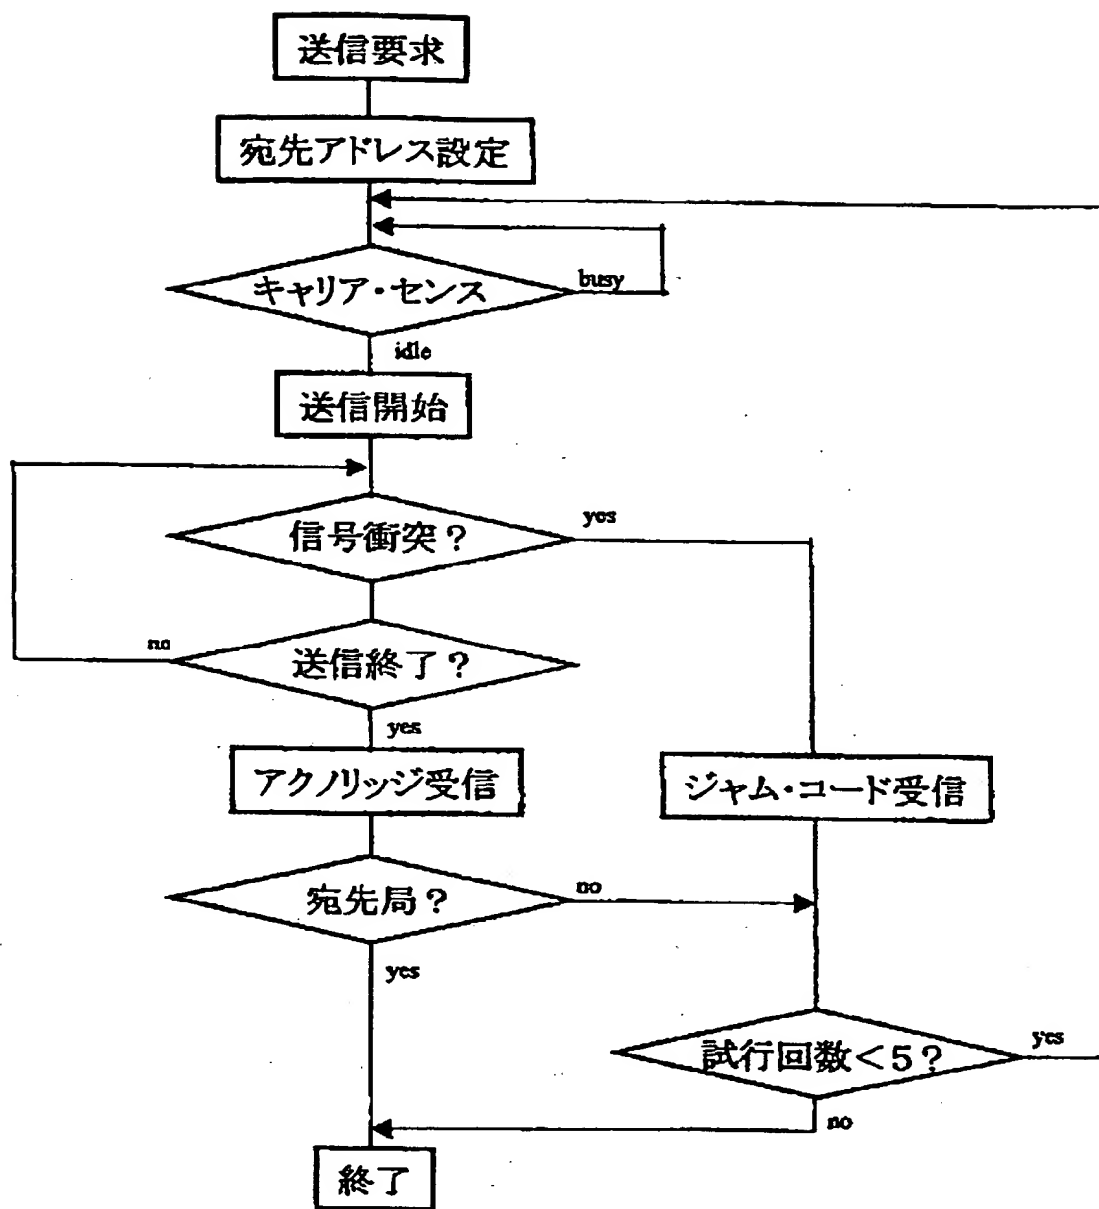 送信要求
宛先アドレス設定
キャリア・センス
busy
idle
送信開始
信号衝突?
yes
送信終了?
no
yes
アクノリッジ受信
ジャム・コード受信
宛先局?
no
yes
試行回数<5?
yes
no
終了